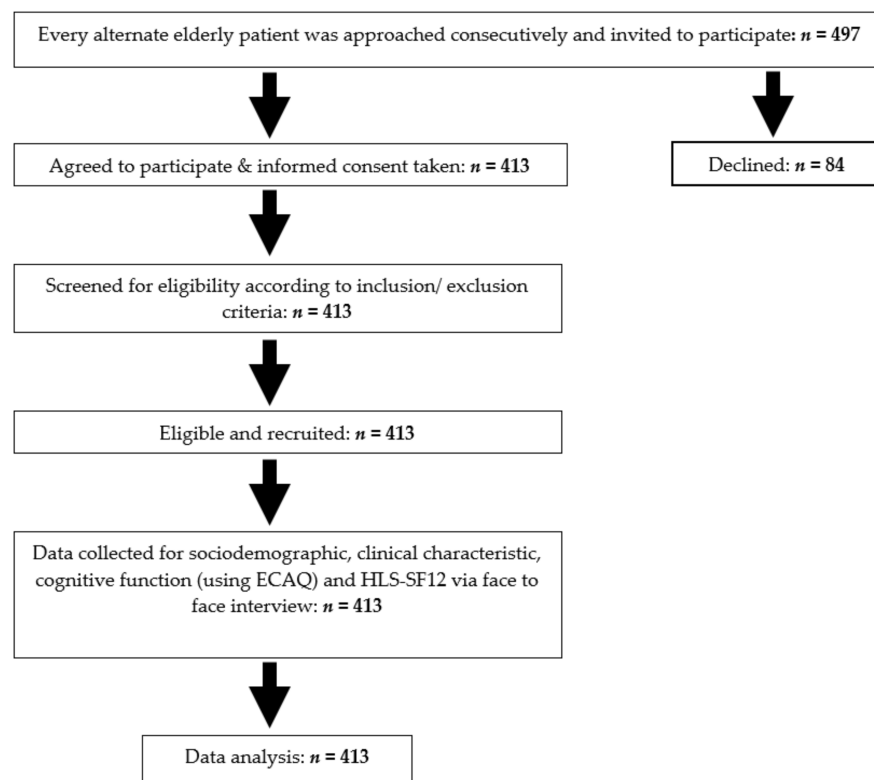 Every alternate elderly patient was approached consecutively and invited to participate: n = 497
Agreed to participate & informed consent taken: n = 413
Declined: n = 84
Screened for eligibility according to inclusion/ exclusion
criteria: n = 413
Eligible and recruited: n = 413
Data collected for sociodemographic, clinical characteristic,
cognitive function (using ECAQ) and HLS-SF12 via face to
face interview: n = 413
Data analysis: n = 413